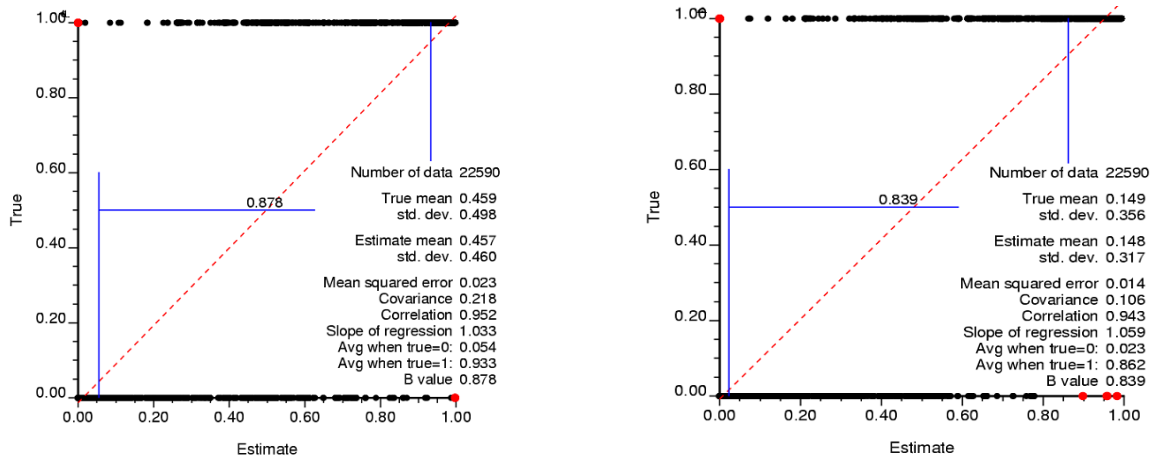 1.00
0.80
0.60
0.40
0.20
0.00
True
0.878
Number of data 22590
True mean 0.459
std. dev. 0.498
Estimate mean 0.457
std. dev. 0.460
Mean squared error 0.023
Covariance 0.218
Correlation 0.952
Slope of regression 1.033
Avg when true=0: 0.054
Avg when true=1: 0.933
B value 0.878
0.00 0.20 0.40 0.60 0.80 1.00
Estimate
1.00
0.80
0.60
0.40
0.20
0.00
True
0.839
Number of data 22590
True mean 0.149
std. dev. 0.356
Estimate mean 0.148
std. dev. 0.317
Mean squared error 0.014
Covariance 0.106
Correlation 0.943
Slope of regression 1.059
Avg when true=0: 0.023
Avg when true=1: 0.862
B value 0.839
0.00 0.20 0.40 0.60 0.80 1.00
Estimate